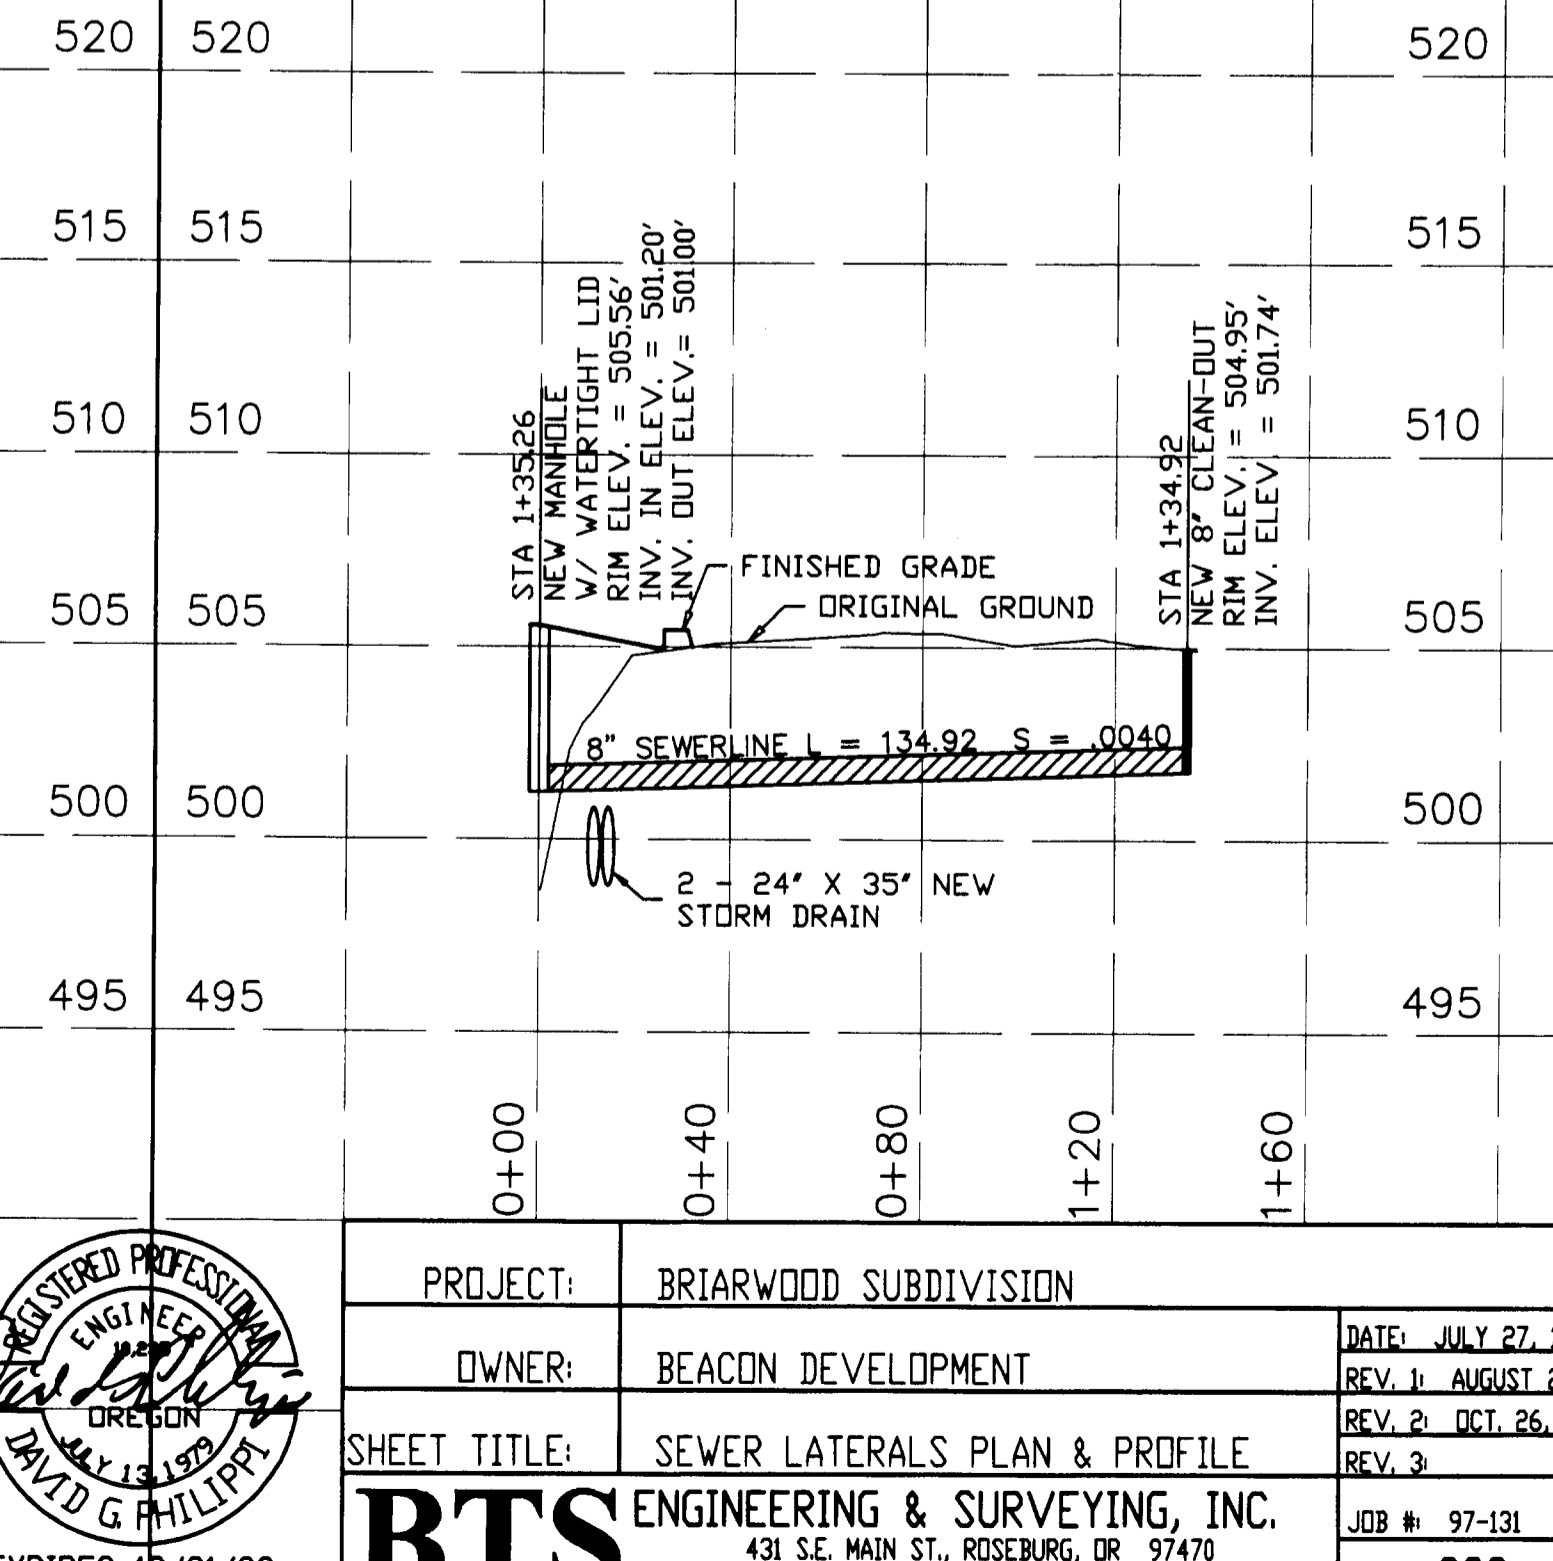 520 520 520
515 515 515
510 510 510
505 505 505
500 500 500
495 495 495
STA 1+35.26
NEW MANHOLE
W/ WATERTIGHT LID
RIM ELEV. = 505.56'
INV. IN ELEV. = 501.20'
INV. OUT ELEV.= 501.00'
STA 1+34.92
NEW 8" CLEAN-OUT
RIM ELEV. = 504.95'
INV. ELEV. = 501.74'
FINISHED GRADE
ORIGINAL GROUND
8" SEWERLINE L = 134.92 S = .0040
2 - 24" X 35" NEW
STORM DRAIN
0+00 0+40 0+80 1+20 1+60
REGISTERED PROFESSIONAL
ENGINEER
OREGON
JULY 13, 1979
DAVID G. PHILIPPI
PROJECT: BRIARWOOD SUBDIVISION
OWNER: BEACON DEVELOPMENT
SHEET TITLE: SEWER LATERALS PLAN & PROFILE
DATE: JULY 27,
REV. 1: AUGUST
REV. 2: OCT. 26,
REV. 3:
JOB #: 97-131
BTS ENGINEERING & SURVEYING, INC.
431 S.E. MAIN ST., ROSEBURG, OR 97470